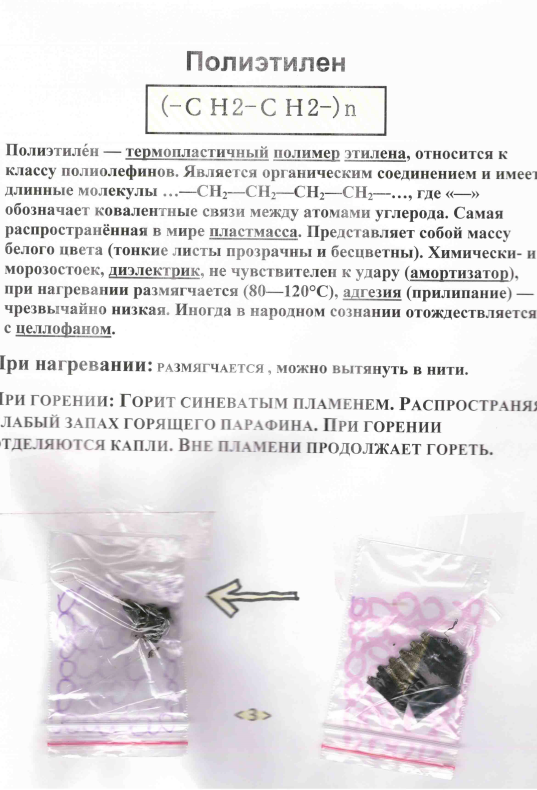 Полиэтилен
(-C H2-C H2-)n
Полиэтиле́н — термопластичный полимер этилена, относится к
классу полиолефинов. Является органическим соединением и имеет
длинные молекулы …—CH₂—CH₂—CH₂—CH₂—…, где «—»
обозначает ковалентные связи между атомами углерода. Самая
распространённая в мире пластмасса. Представляет собой массу
белого цвета (тонкие листы прозрачны и бесцветны). Химически- и
морозостоек, диэлектрик, не чувствителен к удару (амортизатор),
при нагревании размягчается (80—120°С), адгезия (прилипание) —
чрезвычайно низкая. Иногда в народном сознании отождествляется
с целлофаном.
При нагревании: РАЗМЯГЧАЕТСЯ , можно вытянуть в нити.
ПРИ ГОРЕНИИ: ГОРИТ СИНЕВАТЫМ ПЛАМЕНЕМ. РАСПРОСТРАНЯ
ЛАБЫЙ ЗАПАХ ГОРЯЩЕГО ПАРАФИНА. ПРИ ГОРЕНИИ
ОТДЕЛЯЮТСЯ КАПЛИ. ВНЕ ПЛАМЕНИ ПРОДОЛЖАЕТ ГОРЕТЬ.
<3>